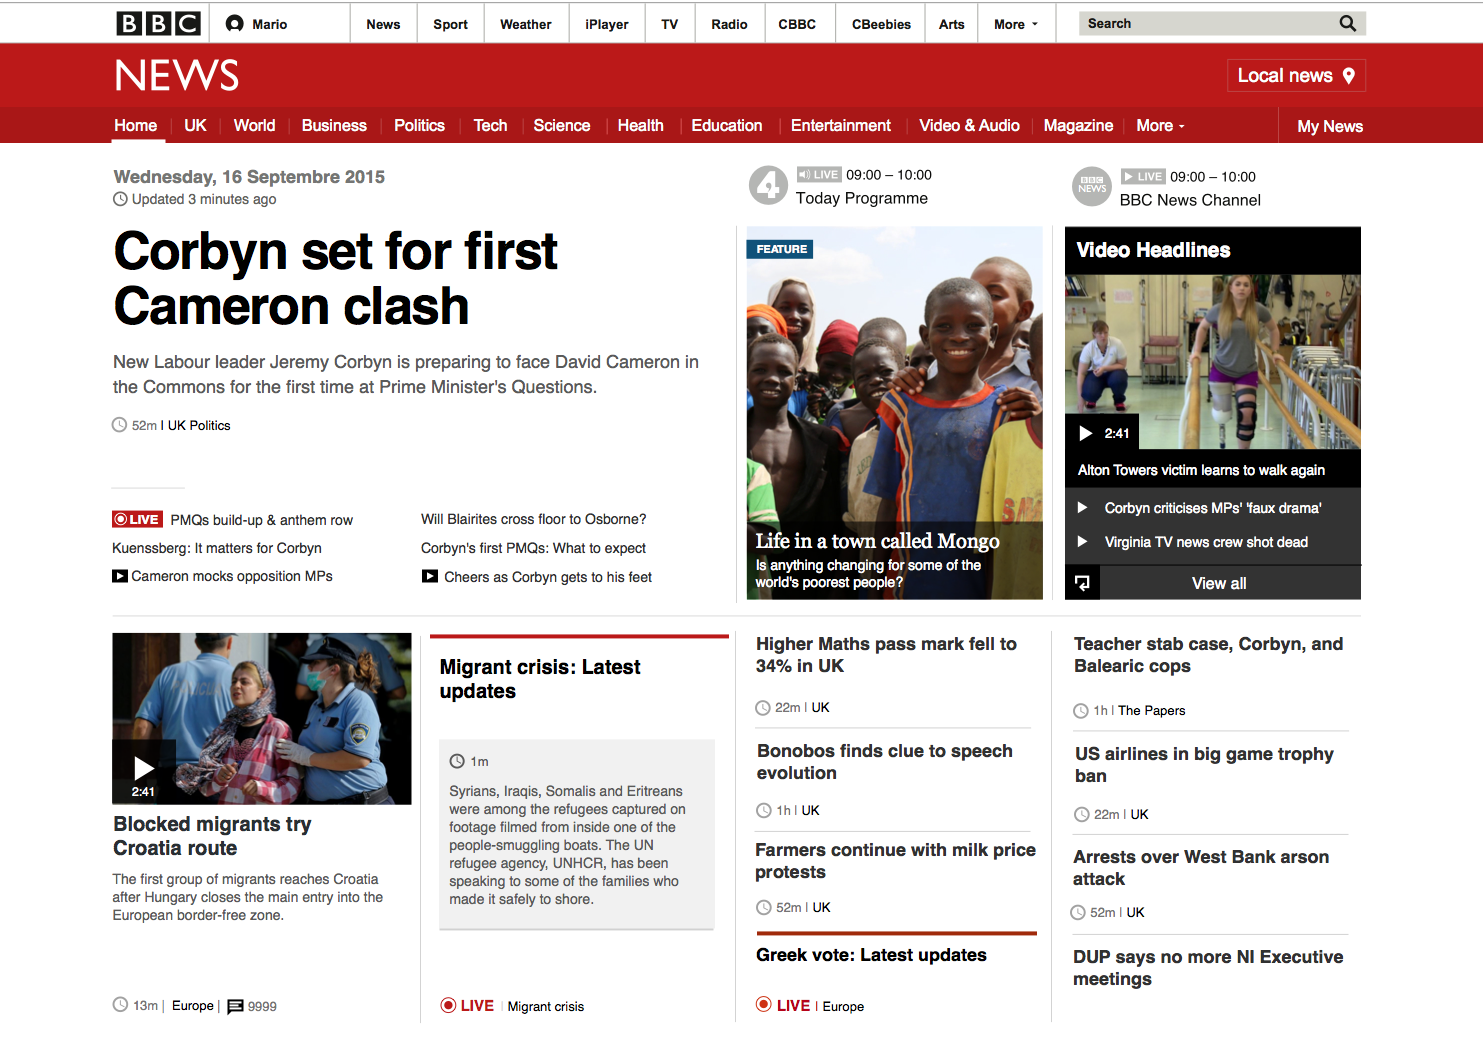 BBC
Mario
News
Sport
Weather
iPlayer
TV
Radio
CBBC
CBeebies
Arts
More
Search
NEWS
Local news
Home
UK
World
Business
Politics
Tech
Science
Health
Education
Entertainment
Video & Audio
Magazine
More
My News
Wednesday, 16 Septembre 2015
Updated 3 minutes ago
4
LIVE 09:00 – 10:00
Today Programme
BBC
NEWS
LIVE 09:00 – 10:00
BBC News Channel
Corbyn set for first
Cameron clash
New Labour leader Jeremy Corbyn is preparing to face David Cameron in
the Commons for the first time at Prime Minister's Questions.
52m | UK Politics
LIVE PMQs build-up & anthem row
Kuenssberg: It matters for Corbyn
Cameron mocks opposition MPs
Will Blairites cross floor to Osborne?
Corbyn's first PMQs: What to expect
Cheers as Corbyn gets to his feet
FEATURE
Life in a town called Mongo
Is anything changing for some of the
world's poorest people?
Video Headlines
2:41
Alton Towers victim learns to walk again
Corbyn criticises MPs' 'faux drama'
Virginia TV news crew shot dead
View all
2:41
Blocked migrants try
Croatia route
The first group of migrants reaches Croatia
after Hungary closes the main entry into the
European border-free zone.
13m | Europe | 9999
Migrant crisis: Latest
updates
1m
Syrians, Iraqis, Somalis and Eritreans
were among the refugees captured on
footage filmed from inside one of the
people-smuggling boats. The UN
refugee agency, UNHCR, has been
speaking to some of the families who
made it safely to shore.
LIVE | Migrant crisis
Higher Maths pass mark fell to
34% in UK
22m | UK
Bonobos finds clue to speech
evolution
1h | UK
Farmers continue with milk price
protests
52m | UK
Greek vote: Latest updates
LIVE | Europe
Teacher stab case, Corbyn, and
Balearic cops
1h | The Papers
US airlines in big game trophy
ban
22m | UK
Arrests over West Bank arson
attack
52m | UK
DUP says no more NI Executive
meetings